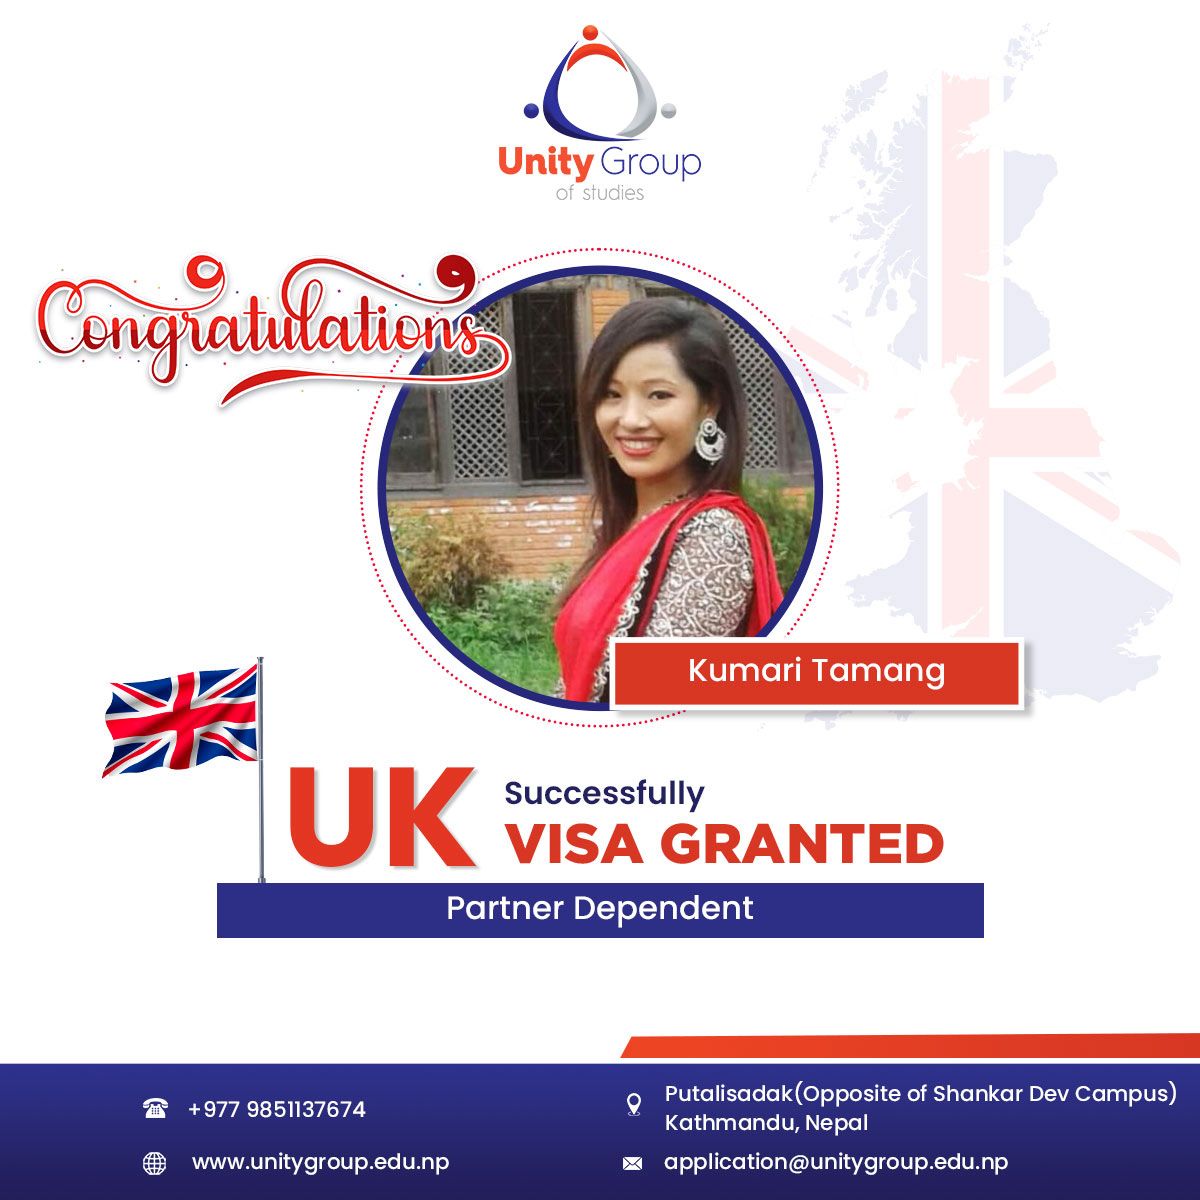 Unity Group
of studies
Congratulations
Kumari Tamang
UK
Successfully
VISA GRANTED
Partner Dependent
+977 9851137674
www.unitygroup.edu.np
Putalisadak(Opposite of Shankar Dev Campus)
Kathmandu, Nepal
application@unitygroup.edu.np